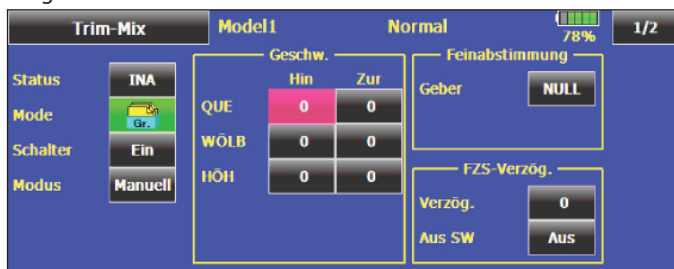 Trim-Mix Model1 Normal 78% 1/2
Geschw. Feinabstimmung
Status INA Hin Zur Geber NULL
Mode Gr. QUE 0 0
Schalter Ein WÖLB 0 0
Modus Manuell HÖH 0 0
FZS-Verzög.
Verzög. 0
Aus SW Aus